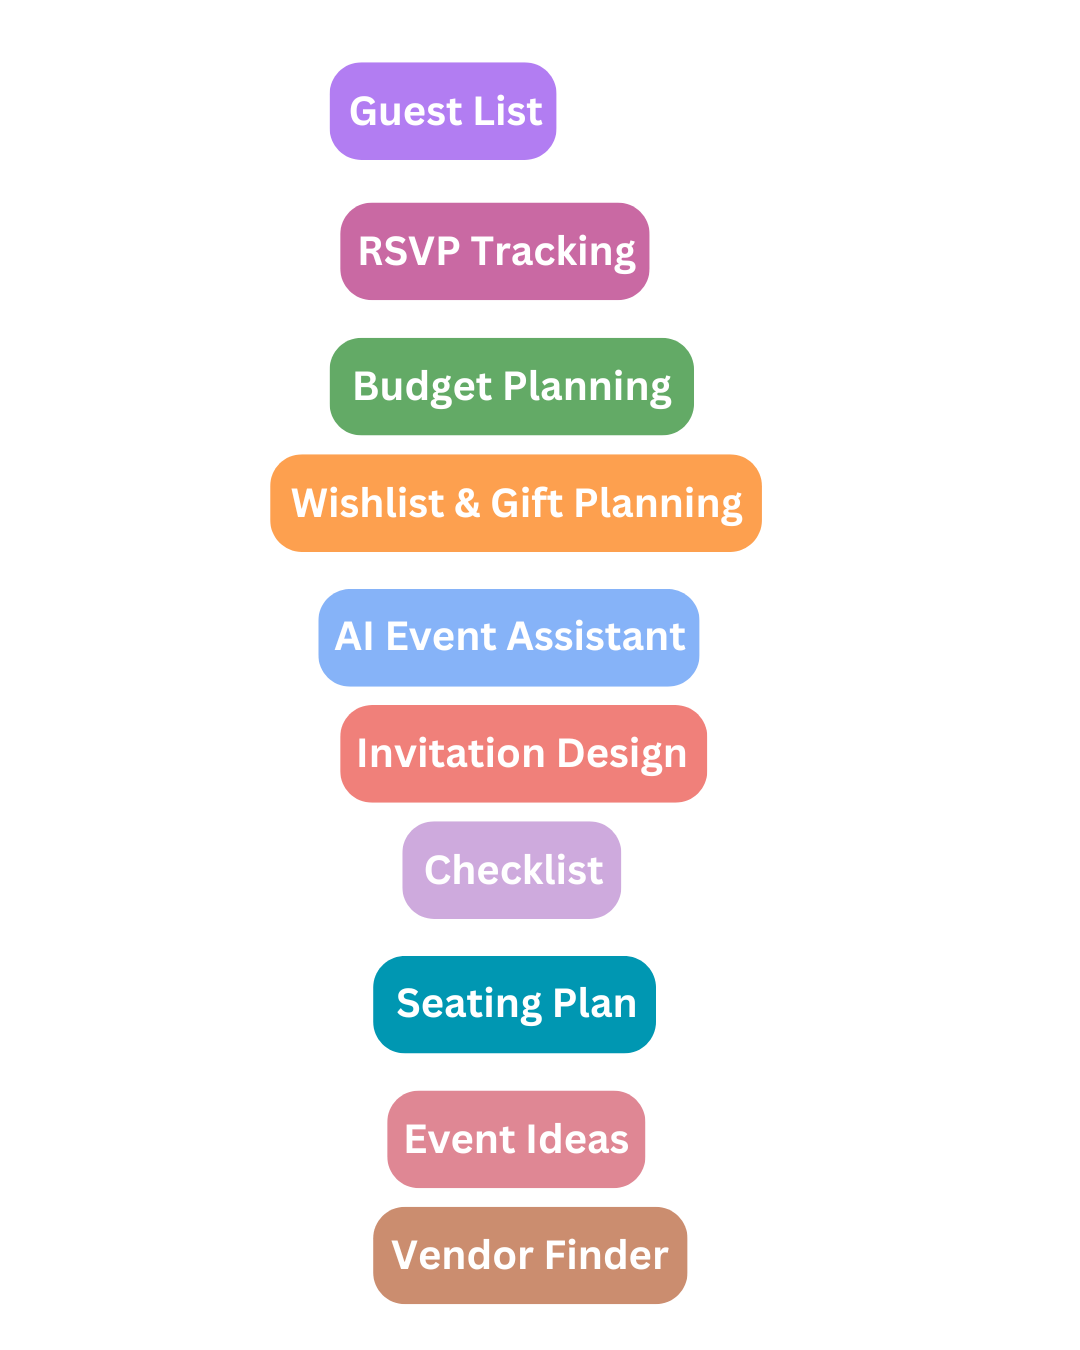 Guest List
RSVP Tracking
Budget Planning
Wishlist & Gift Planning
AI Event Assistant
Invitation Design
Checklist
Seating Plan
Event Ideas
Vendor Finder